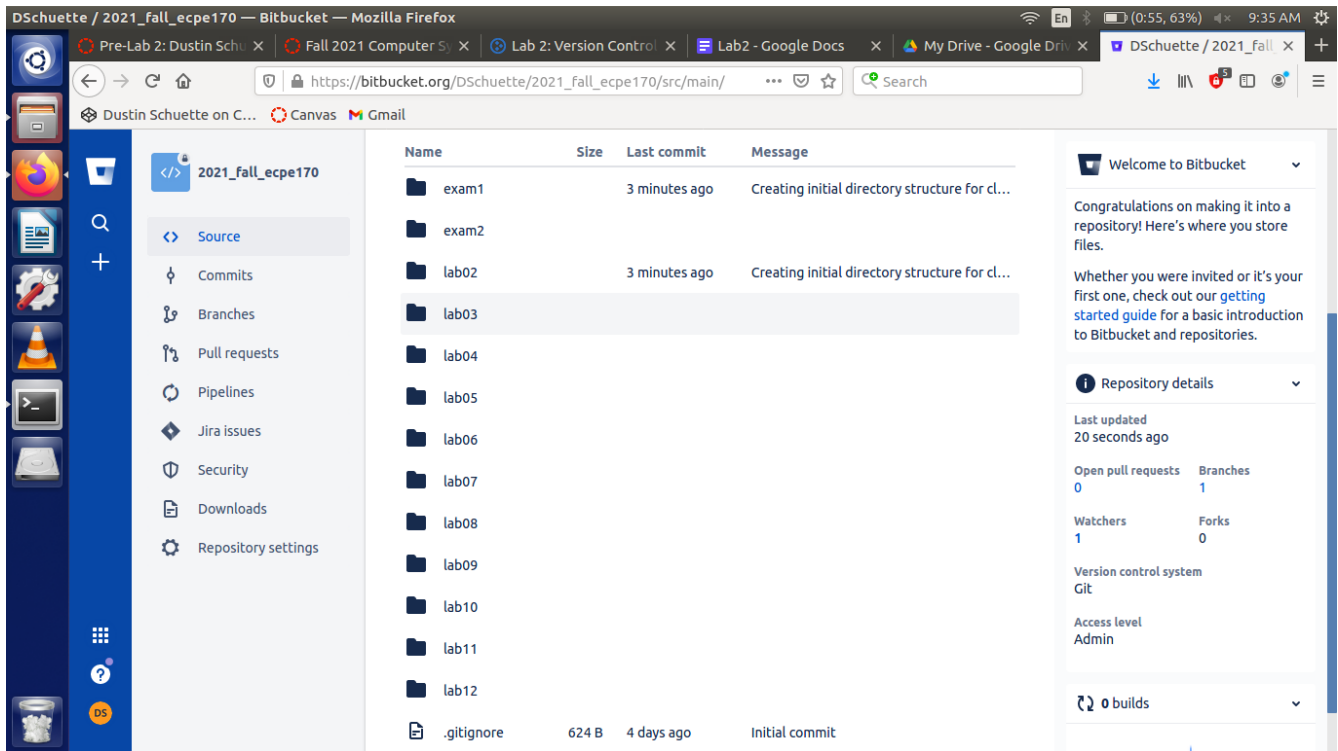 DSchuette / 2021_fall_ecpe170 — Bitbucket — Mozilla Firefox
En
(0:55, 63%)
9:35 AM
Pre-Lab 2: Dustin Schu
Fall 2021 Computer Sy
Lab 2: Version Control
Lab2 - Google Docs
My Drive - Google Driv
DSchuette / 2021_fall
https://bitbucket.org/DSchuette/2021_fall_ecpe170/src/main/
Search
5
Dustin Schuette on C...
Canvas
Gmail
2021_fall_ecpe170
Source
Commits
Branches
Pull requests
Pipelines
Jira issues
Security
Downloads
Repository settings
DS
Name Size Last commit Message
exam1 3 minutes ago Creating initial directory structure for cl...
exam2
lab02 3 minutes ago Creating initial directory structure for cl...
lab03
lab04
lab05
lab06
lab07
lab08
lab09
lab10
lab11
lab12
.gitignore 624 B 4 days ago Initial commit
Welcome to Bitbucket
Congratulations on making it into a
repository! Here's where you store
files.
Whether you were invited or it's your
first one, check out our getting
started guide for a basic introduction
to Bitbucket and repositories.
Repository details
Last updated
20 seconds ago
Open pull requests Branches
0 1
Watchers Forks
1 0
Version control system
Git
Access level
Admin
0 builds